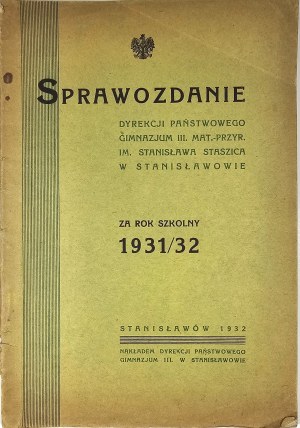 SPRAWOZDANIE
DYREKCJI PAŃSTWOWEGO
GIMNAZJUM III. MAT.-PRZYR.
IM. STANISŁAWA STASZICA
W STANISŁAWOWIE
ZA ROK SZKOLNY
1931/32
STANISŁAWÓW 1932
NAKŁADEM DYREKCJI PAŃSTWOWEGO
GIMNAZJUM III. W STANISŁAWOWIE